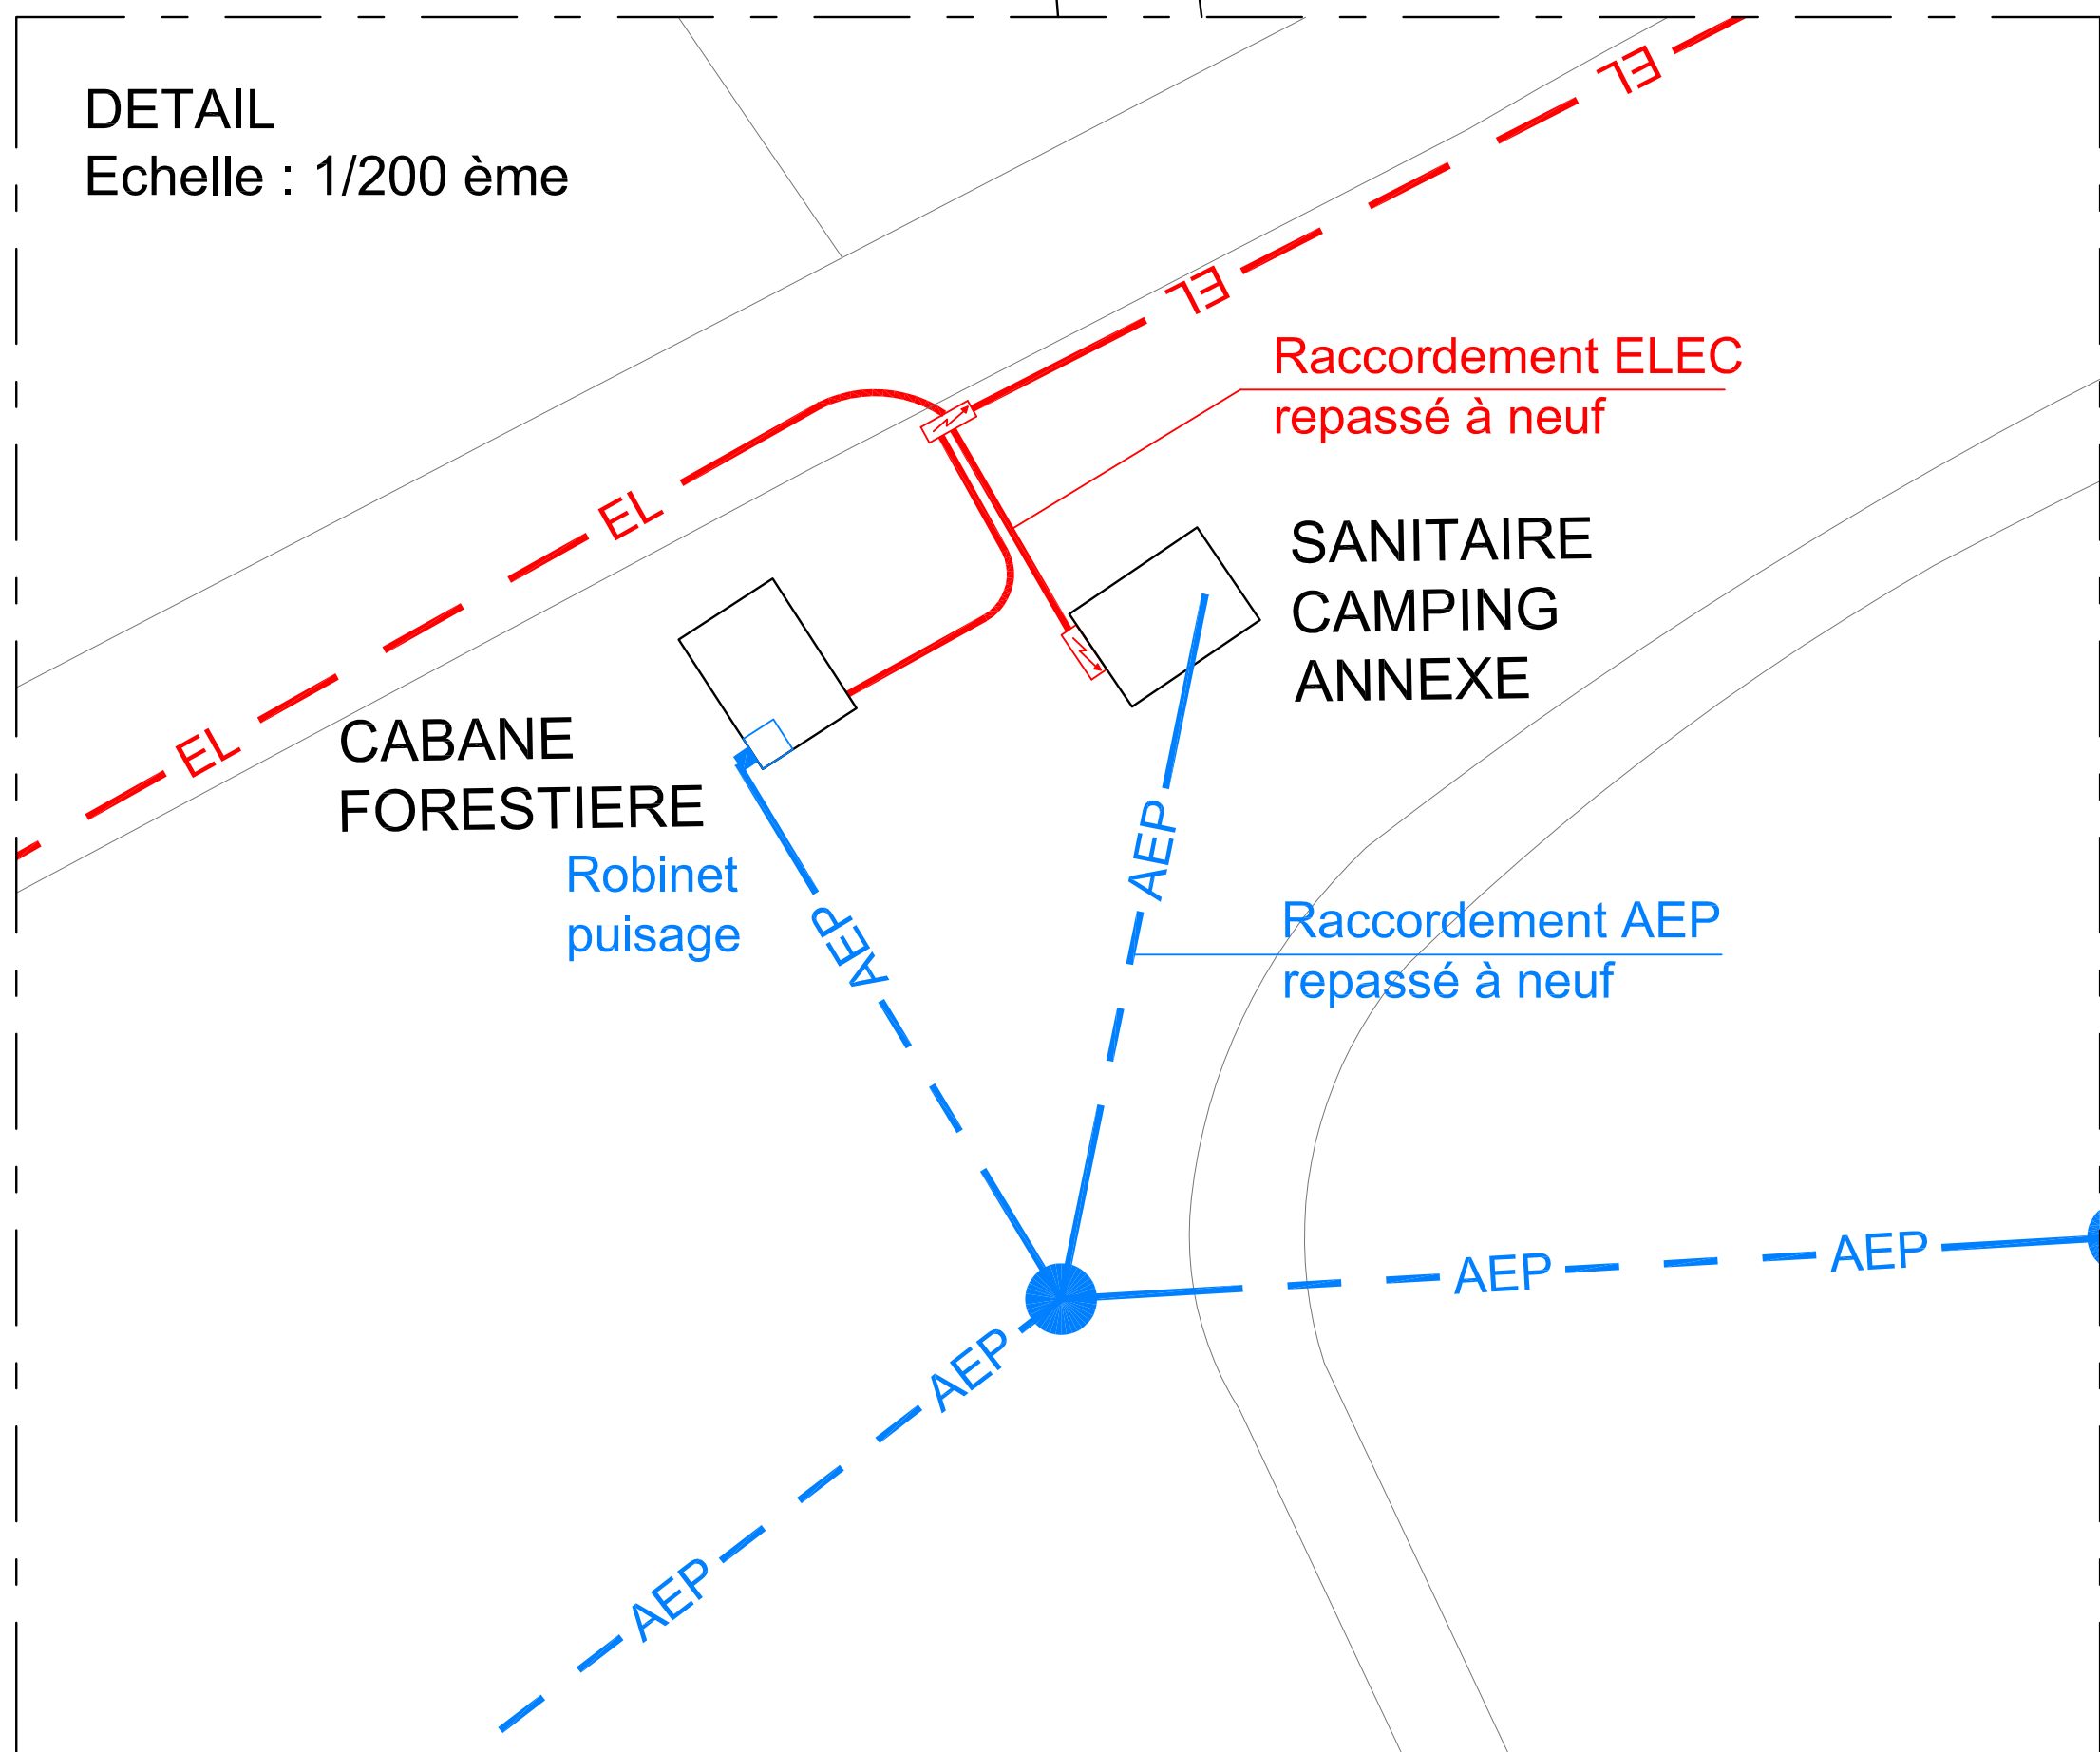 DETAIL
Echelle : 1/200 ème
EL
EL
Raccordement ELEC
repassé à neuf
EL
EL
SANITAIRE
CAMPING
ANNEXE
CABANE
FORESTIERE
Robinet
puisage
AEP
AEP
Raccordement AEP
repassé à neuf
AEP
AEP
AEP
AEP